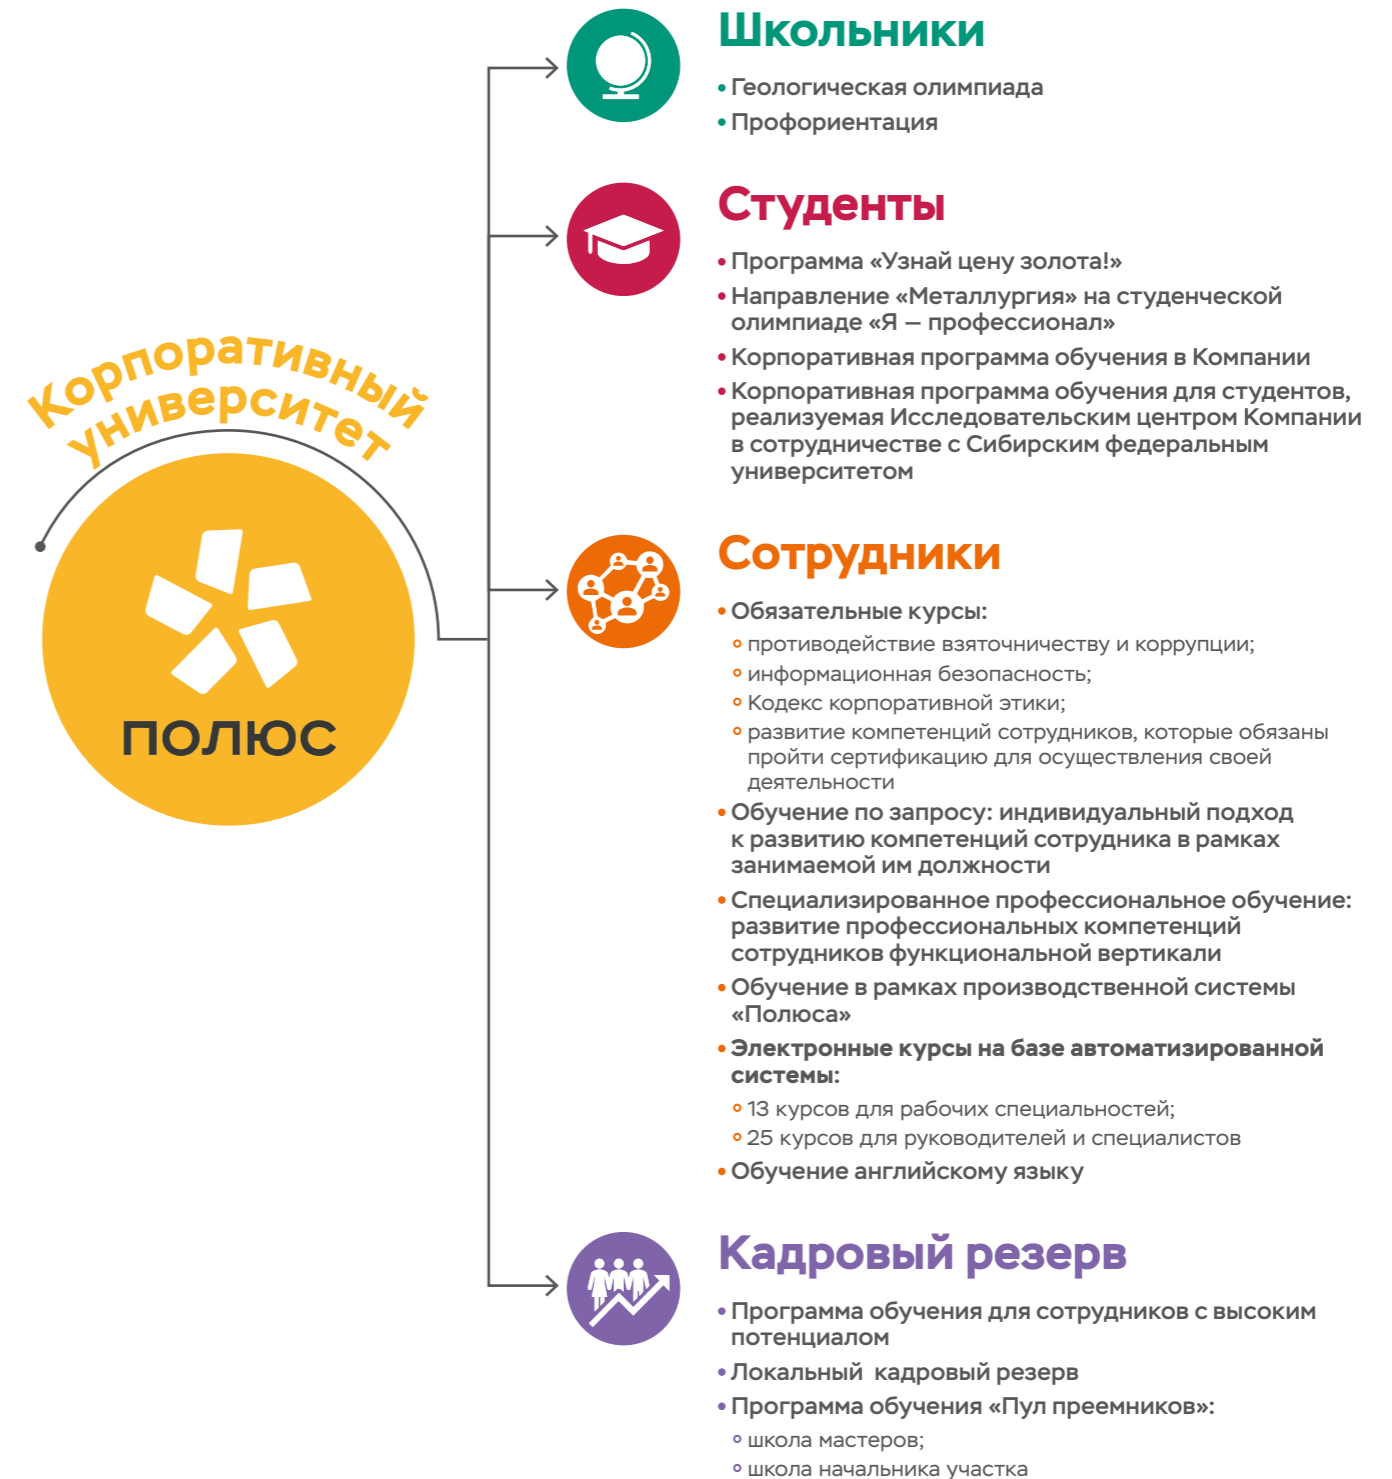 Корпоративный
университет
ПОЛЮС
Школьники
• Геологическая олимпиада
• Профориентация
Студенты
• Программа «Узнай цену золота!»
• Направление «Металлургия» на студенческой
олимпиаде «Я — профессионал»
• Корпоративная программа обучения в Компании
• Корпоративная программа обучения для студентов,
реализуемая Исследовательским центром Компании
в сотрудничестве с Сибирским федеральным
университетом
Сотрудники
• Обязательные курсы:
противодействие взяточничеству и коррупции;
информационная безопасность;
Кодекс корпоративной этики;
развитие компетенций сотрудников, которые обязаны
пройти сертификацию для осуществления своей
деятельности
• Обучение по запросу: индивидуальный подход
к развитию компетенций сотрудника в рамках
занимаемой им должности
• Специализированное профессиональное обучение:
развитие профессиональных компетенций
сотрудников функциональной вертикали
• Обучение в рамках производственной системы
«Полюса»
• Электронные курсы на базе автоматизированной
системы:
13 курсов для рабочих специальностей;
25 курсов для руководителей и специалистов
• Обучение английскому языку
Кадровый резерв
• Программа обучения для сотрудников с высоким
потенциалом
• Локальный кадровый резерв
• Программа обучения «Пул преемников»:
школа мастеров;
школа начальника участка